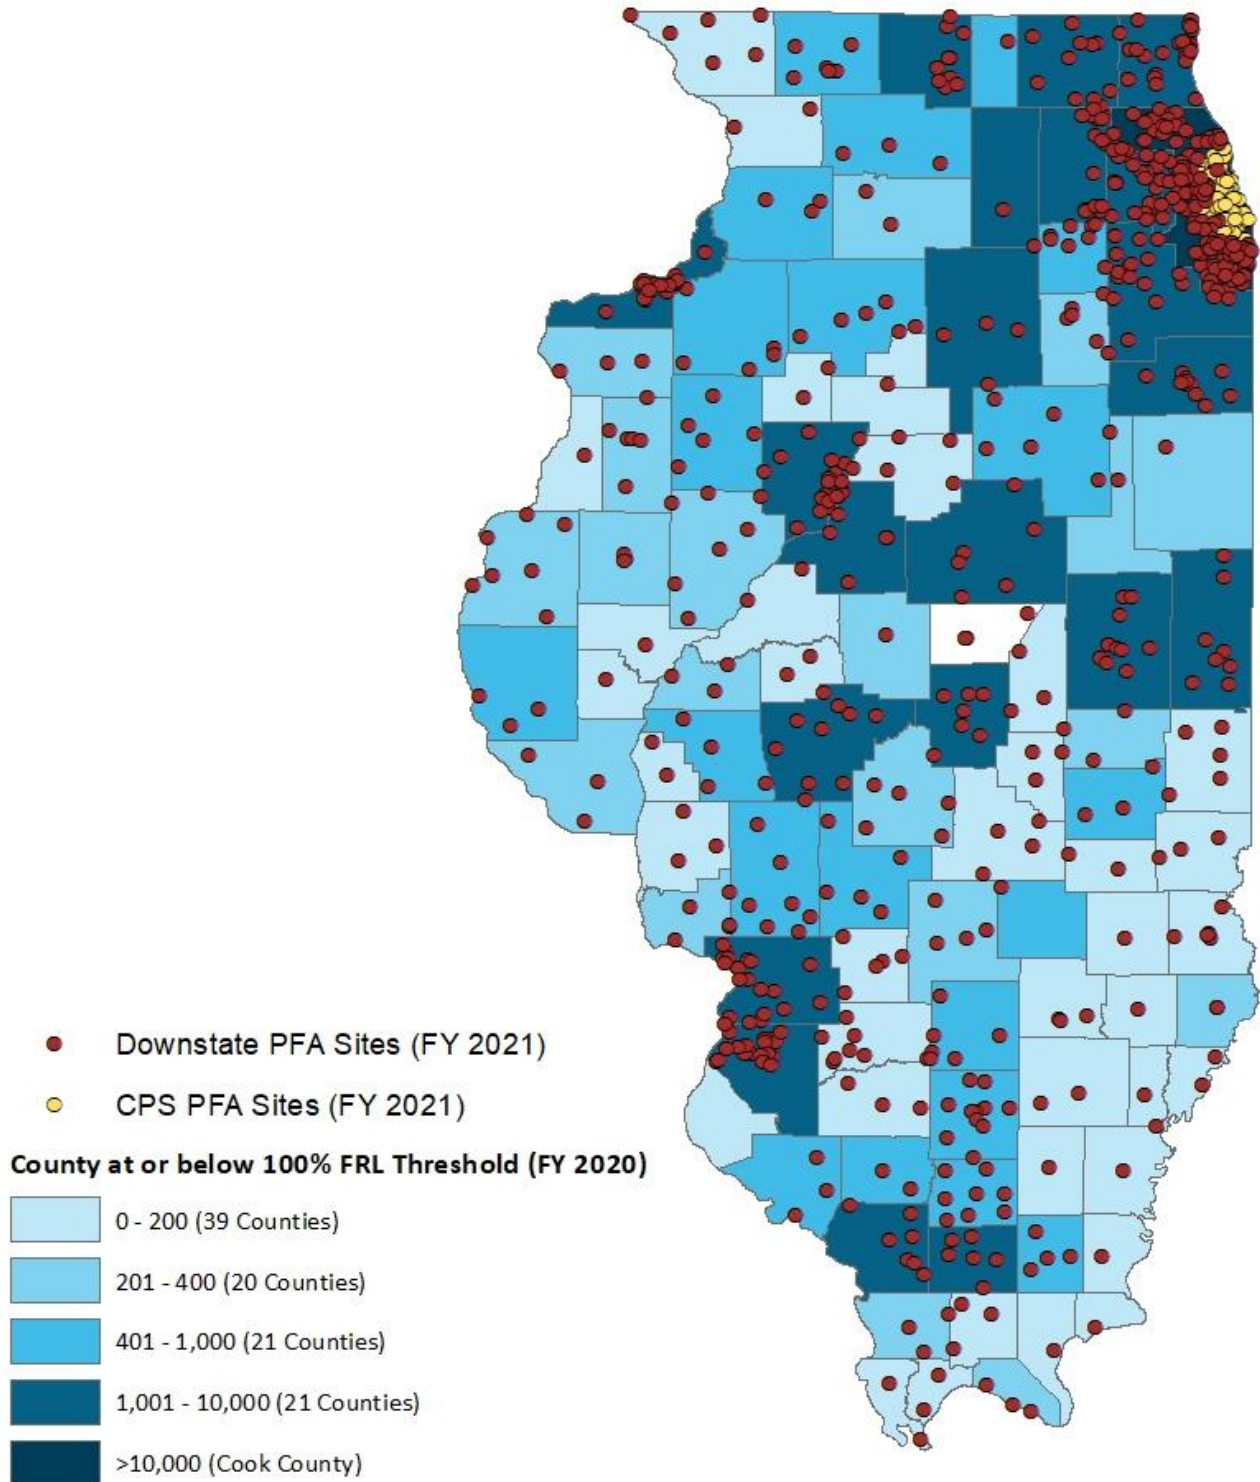 Downstate PFA Sites (FY 2021)
CPS PFA Sites (FY 2021)
County at or below 100% FRL Threshold (FY 2020)
0 - 200 (39 Counties)
201 - 400 (20 Counties)
401 - 1,000 (21 Counties)
1,001 - 10,000 (21 Counties)
>10,000 (Cook County)